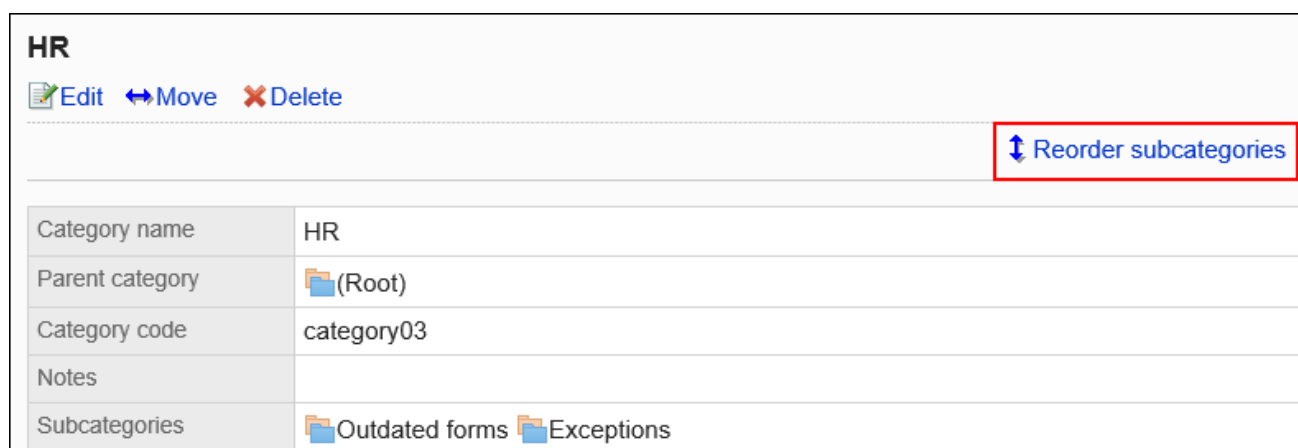 HR
Edit Move Delete
Reorder subcategories
Category name HR
Parent category (Root)
Category code category03
Notes
Subcategories Outdated forms Exceptions